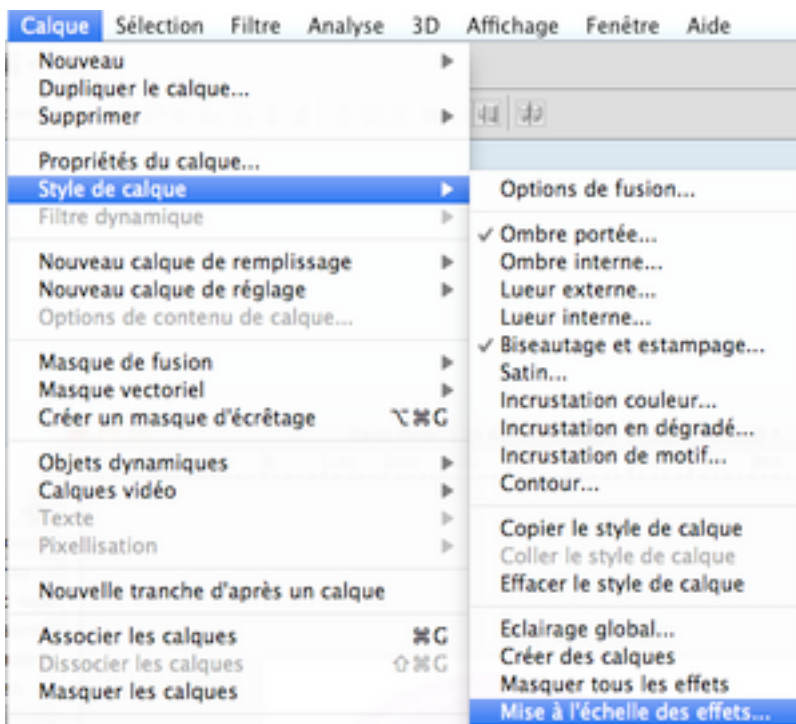 Calque Sélection Filtre Analyse 3D Affichage Fenêtre Aide
Nouveau
Dupliquer le calque...
Supprimer
Propriétés du calque...
Style de calque
Filtre dynamique
Nouveau calque de remplissage
Nouveau calque de réglage
Options de contenu de calque...
Masque de fusion
Masque vectoriel
Créer un masque d'écrêtage ⌥⌘G
Objets dynamiques
Calques vidéo
Texte
Pixellisation
Nouvelle tranche d'après un calque
Associer les calques ⌘G
Dissocier les calques ⇧⌘G
Masquer les calques
Options de fusion...
✓ Ombre portée...
Ombre interne...
Lueur externe...
Lueur interne...
✓ Biseautage et estampage...
Satin...
Incrustation couleur...
Incrustation en dégradé...
Incrustation de motif...
Contour...
Copier le style de calque
Coller le style de calque
Effacer le style de calque
Eclairage global...
Créer des calques
Masquer tous les effets
Mise à l'échelle des effets...